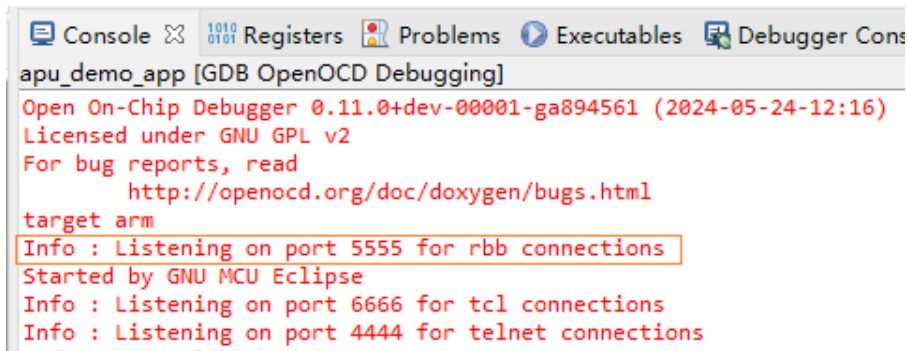 Console Registers Problems Executables Debugger Cons
apu_demo_app [GDB OpenOCD Debugging]
Open On-Chip Debugger 0.11.0+dev-00001-ga894561 (2024-05-24-12:16)
Licensed under GNU GPL v2
For bug reports, read
http://openocd.org/doc/doxygen/bugs.html
target arm
Info : Listening on port 5555 for rbb connections
Started by GNU MCU Eclipse
Info : Listening on port 6666 for tcl connections
Info : Listening on port 4444 for telnet connections